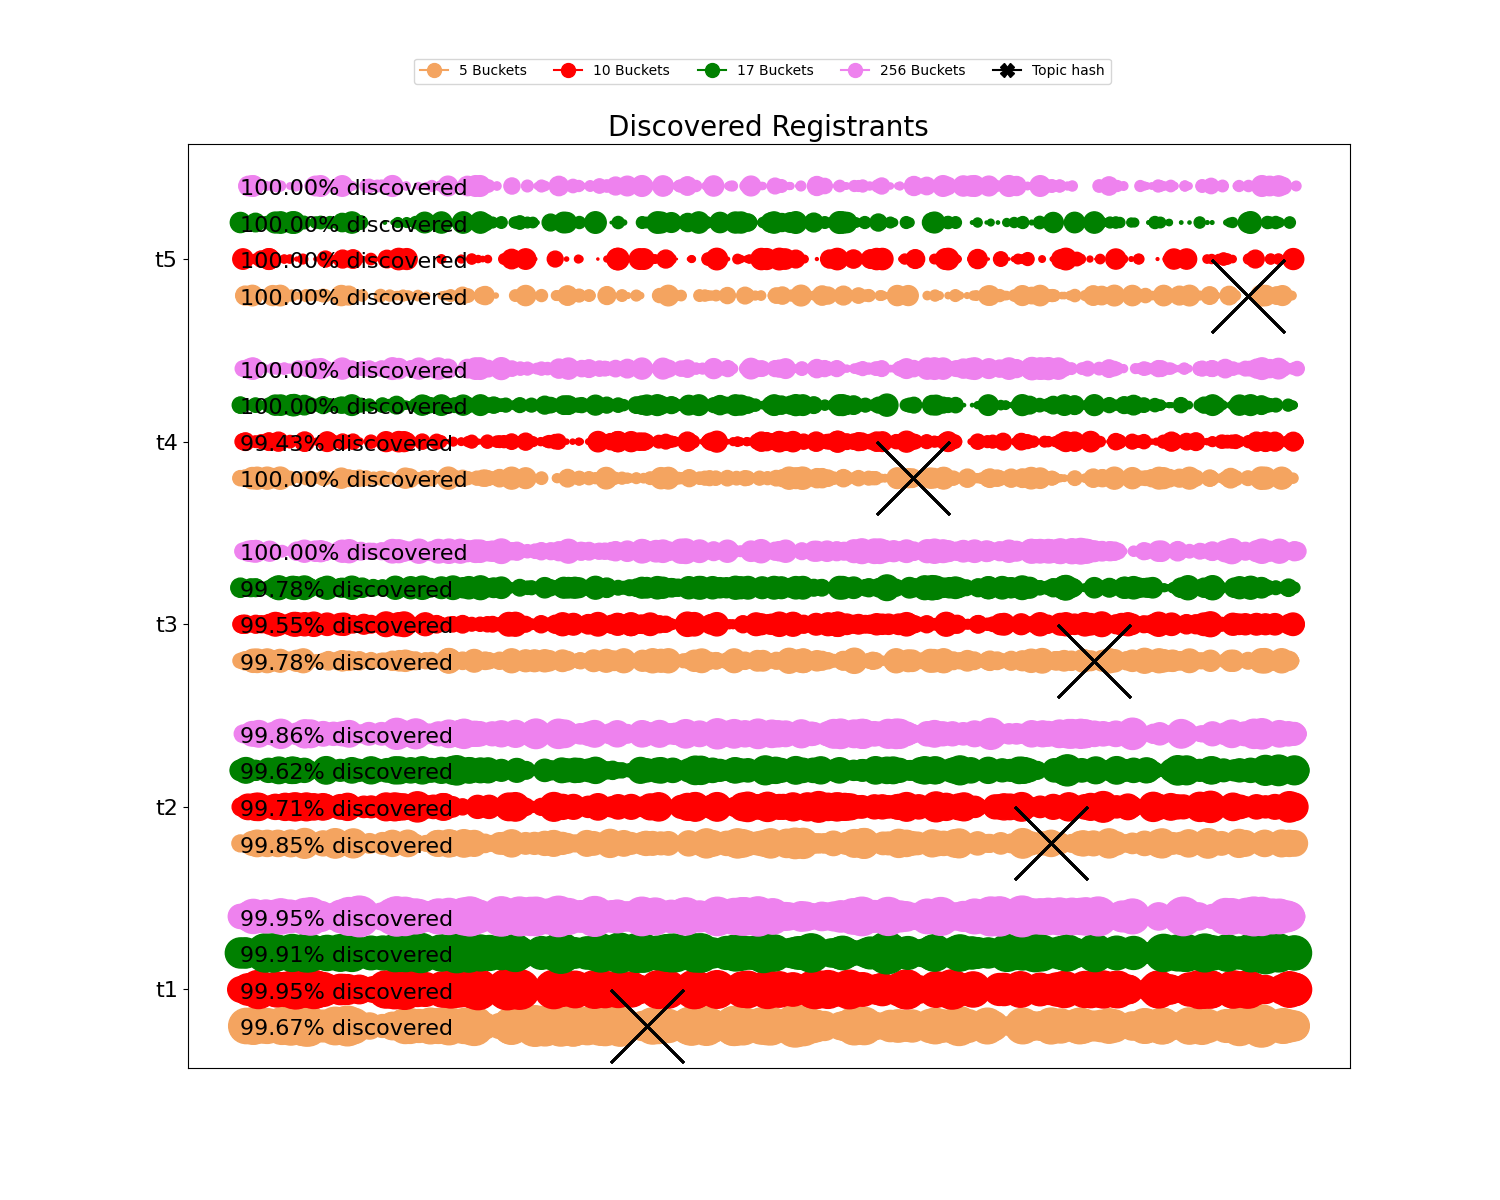 5 Buckets 10 Buckets 17 Buckets 256 Buckets Topic hash
Discovered Registrants
100.00% discovered
100.00% discovered
t5
100.00% discovered
100.00% discovered
100.00% discovered
100.00% discovered
t4
99.43% discovered
100.00% discovered
100.00% discovered
99.78% discovered
t3
99.55% discovered
99.78% discovered
99.86% discovered
99.62% discovered
t2
99.71% discovered
99.85% discovered
99.95% discovered
99.91% discovered
t1
99.95% discovered
99.67% discovered